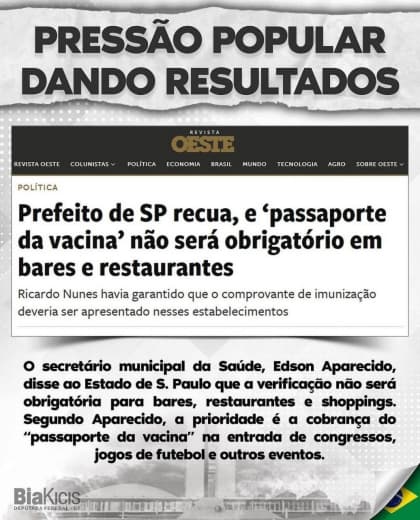 PRESSÃO POPULAR
DANDO RESULTADOS
REVISTA
OESTE
REVISTA OESTE COLUNISTAS POLÍTICA ECONOMIA BRASIL MUNDO TECNOLOGIA AGRO SOBRE OESTE
POLÍTICA
Prefeito de SP recua, e ‘passaporte
da vacina’ não será obrigatório em
bares e restaurantes
Ricardo Nunes havia garantido que o comprovante de imunização
deveria ser apresentado nesses estabelecimentos
O secretário municipal da Saúde, Edson Aparecido,
disse ao Estado de S. Paulo que a verificação não será
obrigatória para bares, restaurantes e shoppings.
Segundo Aparecido, a prioridade é a cobrança do
“passaporte da vacina” na entrada de congressos,
jogos de futebol e outros eventos.
BiaKicis
DEPUTADA FEDERAL